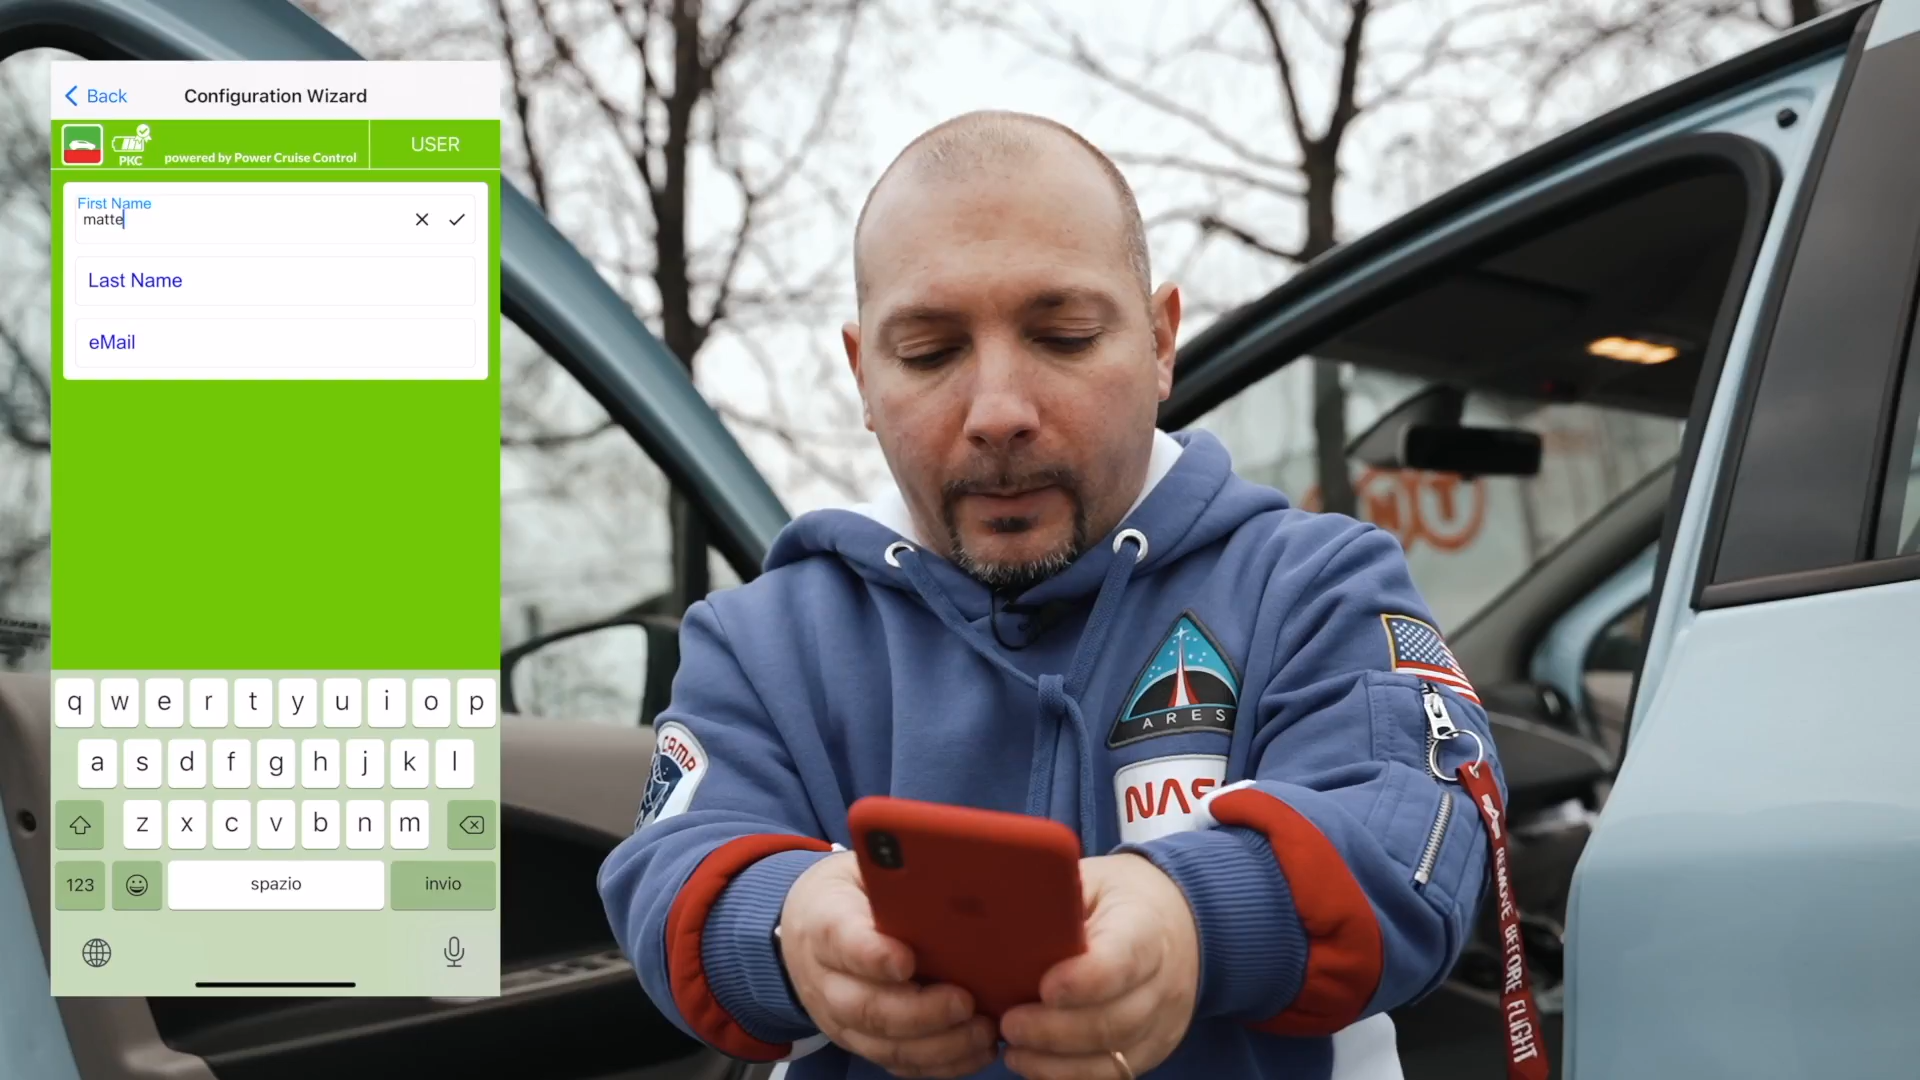 Back
Configuration Wizard
PKC
powered by Power Cruise Control
USER
First Name
matte
Last Name
eMail
q w e r t y u i o p
a s d f g h j k l
z x c v b n m
123
spazio
invio
CAMP
ARES
NAS
REMOVE BEFORE FLIGHT